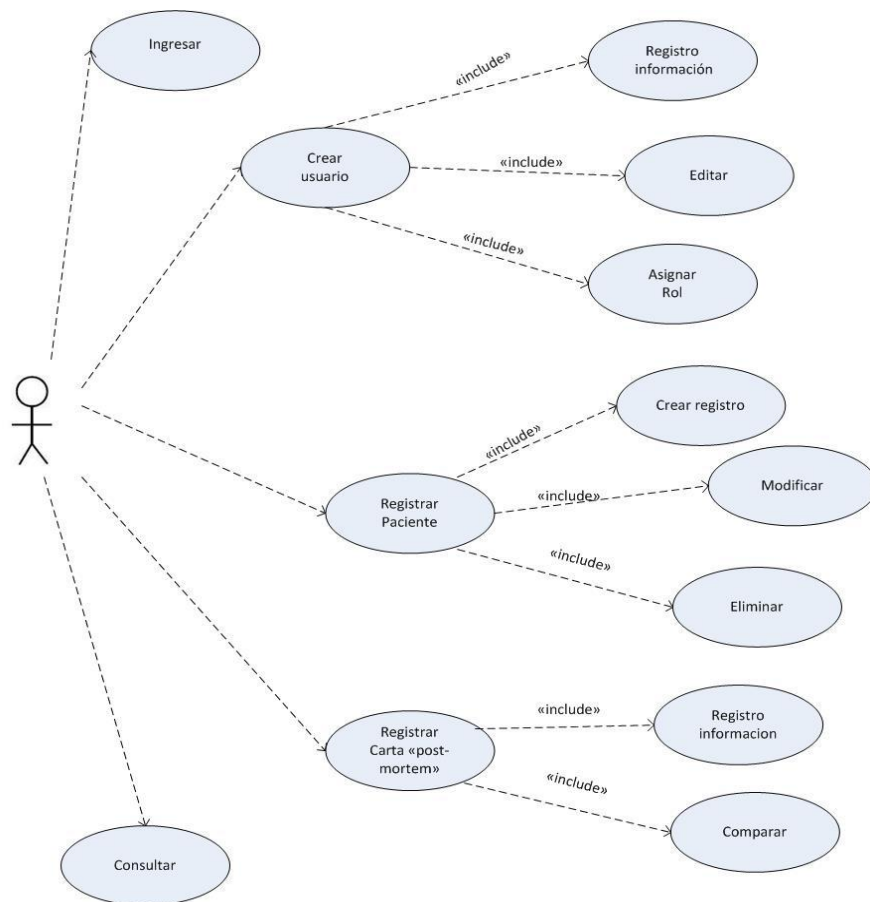 Ingresar
Registro
información
«include»
Crear
usuario
«include»
Editar
«include»
Asignar
Rol
Crear registro
«include»
Registrar
Paciente
«include»
Modificar
«include»
Eliminar
Registrar
Carta «post-
mortem»
«include»
Registro
informacion
«include»
Comparar
Consultar